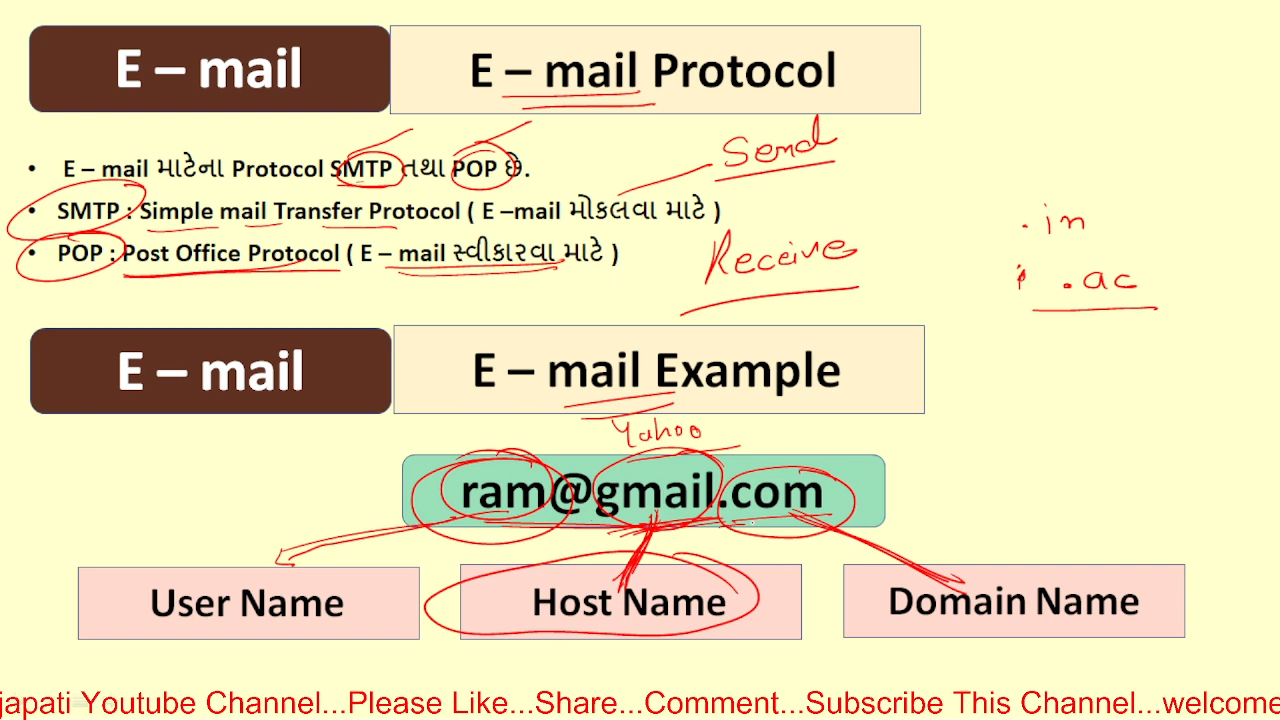 E – mail E – mail Protocol
• E – mail માટેના Protocol SMTP તથા POP છે.
Send
• SMTP : Simple mail Transfer Protocol ( E –mail મોકલવા માટે )
.in
• POP : Post Office Protocol ( E – mail સ્વીકારવા માટે )
Receive
.ac
E – mail E – mail Example
Yahoo
ram@gmail.com
User Name Host Name Domain Name
japati Youtube Channel...Please Like...Share...Comment...Subscribe This Channel...welcome